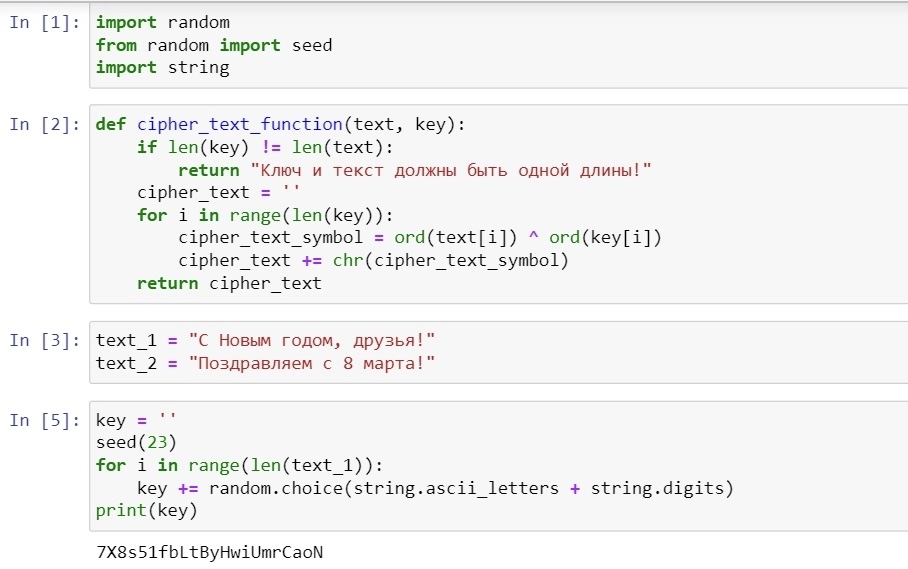 In [1]: import random
from random import seed
import string
In [2]: def cipher_text_function(text, key):
    if len(key) != len(text):
        return "Ключ и текст должны быть одной длины!"
    cipher_text = ''
    for i in range(len(key)):
        cipher_text_symbol = ord(text[i]) ^ ord(key[i])
        cipher_text += chr(cipher_text_symbol)
    return cipher_text
In [3]: text_1 = "С Новым годом, друзья!"
text_2 = "Поздравляем с 8 марта!"
In [5]: key = ''
seed(23)
for i in range(len(text_1)):
    key += random.choice(string.ascii_letters + string.digits)
print(key)
7X8s51fbLtByHwiUmrCaoN